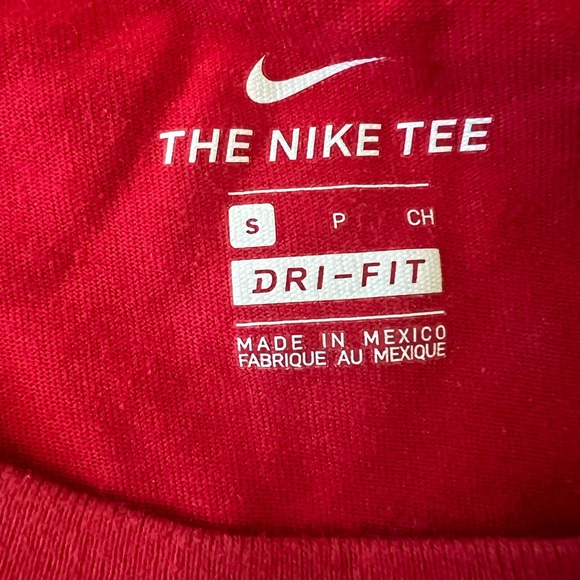 THE NIKE TEE
S P CH
DRI-FIT
MADE IN MEXICO
FABRIQUE AU MEXIQUE